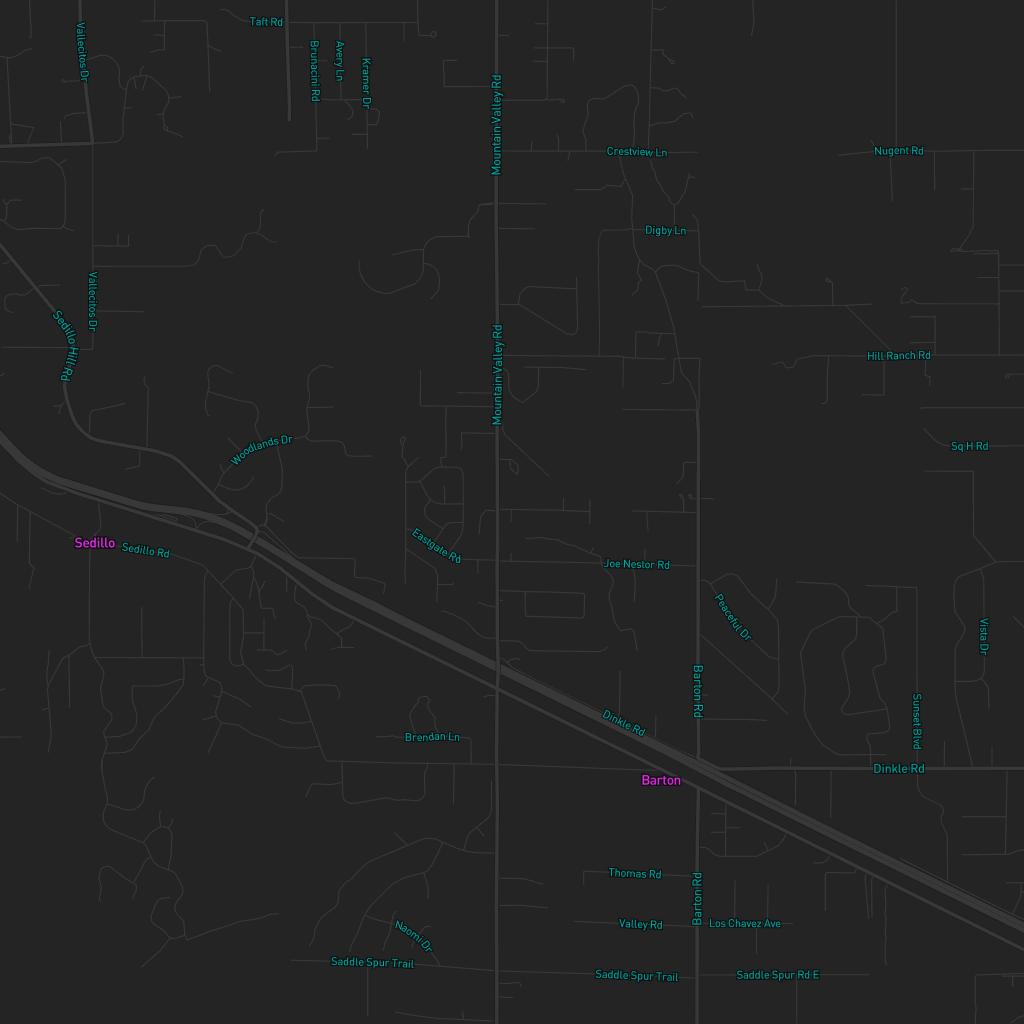 Taft Rd
Vallecitos Dr
Brunacini Rd
Avery Ln
Kramer Dr
Mountain Valley Rd
Crestview Ln
Nugent Rd
Digby Ln
Vallecitos Dr
Sedillo Hill Rd
Mountain Valley Rd
Hill Ranch Rd
Woodlands Dr
Sq H Rd
Sedillo
Sedillo Rd
Eastgate Rd
Joe Nestor Rd
Peaceful Dr
Vista Dr
Barton Rd
Sunset Blvd
Dinkle Rd
Brendan Ln
Dinkle Rd
Barton
Thomas Rd
Barton Rd
Valley Rd
Los Chavez Ave
Naomi Dr
Saddle Spur Trail
Saddle Spur Trail
Saddle Spur Rd E